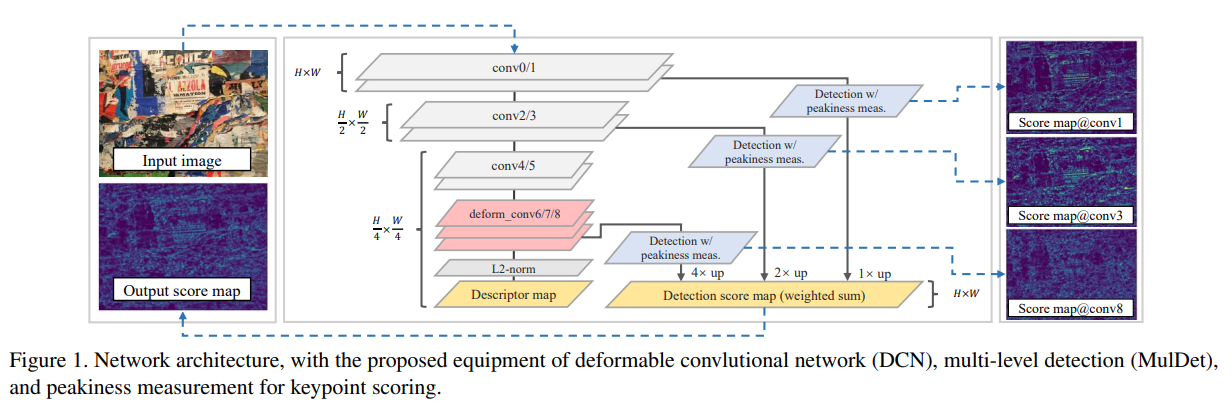 Input image
Output score map
H×W
H/2 × W/2
H/4 × W/4
conv0/1
conv2/3
conv4/5
deform_conv6/7/8
L2-norm
Descriptor map
Detection w/
peakiness meas.
Detection w/
peakiness meas.
Detection w/
peakiness meas.
4× up
2× up
1× up
Detection score map (weighted sum)
H×W
Score map@conv1
Score map@conv3
Score map@conv8
Figure 1. Network architecture, with the proposed equipment of deformable convlutional network (DCN), multi-level detection (MulDet),
and peakiness measurement for keypoint scoring.